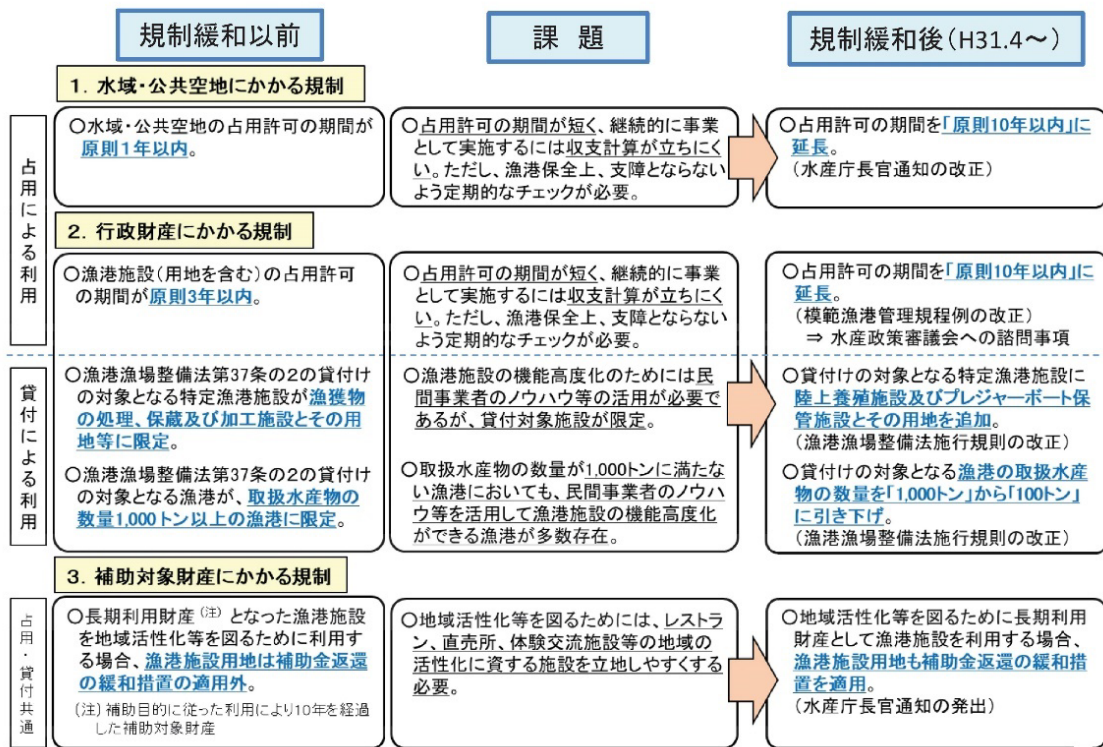 規制緩和以前
課 題
規制緩和後(H31.4～)
占用による利用
1. 水域・公共空地にかかる規制
○水域・公共空地の占用許可の期間が
原則1年以内。
○占用許可の期間が短く、継続的に事業
として実施するには収支計算が立ちにく
い。ただし、漁港保全上、支障とならない
よう定期的なチェックが必要。
○占用許可の期間を「原則10年以内」に
延長。
(水産庁長官通知の改正)
2. 行政財産にかかる規制
○漁港施設(用地を含む)の占用許可
の期間が原則3年以内。
○占用許可の期間が短く、継続的に事業
として実施するには収支計算が立ちにく
い。ただし、漁港保全上、支障とならない
よう定期的なチェックが必要。
○占用許可の期間を「原則10年以内」に
延長。
(模範漁港管理規程例の改正)
⇒ 水産政策審議会への諮問事項
貸付による利用
○漁港漁場整備法第37条の2の貸付け
の対象となる特定漁港施設が漁獲物
の処理、保蔵及び加工施設とその用
地等に限定。
○漁港漁場整備法第37条の2の貸付け
の対象となる漁港が、取扱水産物の
数量1,000トン以上の漁港に限定。
○漁港施設の機能高度化のためには民
間事業者のノウハウ等の活用が必要で
あるが、貸付対象施設が限定。
○取扱水産物の数量が1,000トンに満たな
い漁港においても、民間事業者のノウハ
ウ等を活用して漁港施設の機能高度化
ができる漁港が多数存在。
○貸付けの対象となる特定漁港施設に
陸上養殖施設及びプレジャーボート保
管施設とその用地を追加。
(漁港漁場整備法施行規則の改正)
○貸付けの対象となる漁港の取扱水産
物の数量を「1,000トン」から「100トン」
に引き下げ。
(漁港漁場整備法施行規則の改正)
占用・貸付共通
3. 補助対象財産にかかる規制
○長期利用財産(注)となった漁港施設
を地域活性化等を図るために利用す
る場合、漁港施設用地は補助金返還
の緩和措置の適用外。
(注) 補助目的に従った利用により10年を経過
した補助対象財産
○地域活性化等を図るためには、レストラ
ン、直売所、体験交流施設等の地域の
活性化に資する施設を立地しやすくする
必要。
○地域活性化等を図るために長期利用
財産として漁港施設を利用する場合、
漁港施設用地も補助金返還の緩和措
置を適用。
(水産庁長官通知の発出)